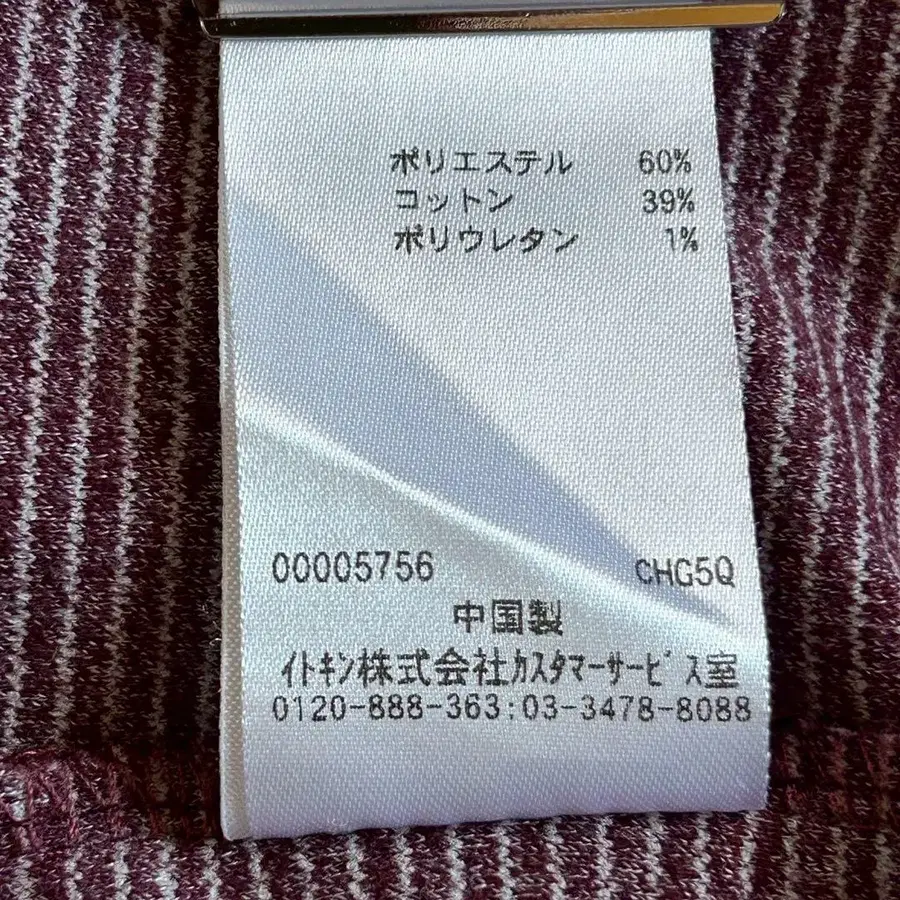 ポリエステル 60%
コットン 39%
ポリウレタン 1%
00005756 CHG5Q
中国製
イトキン株式会社カスタマーサービス室
0120-888-363:03-3478-8088